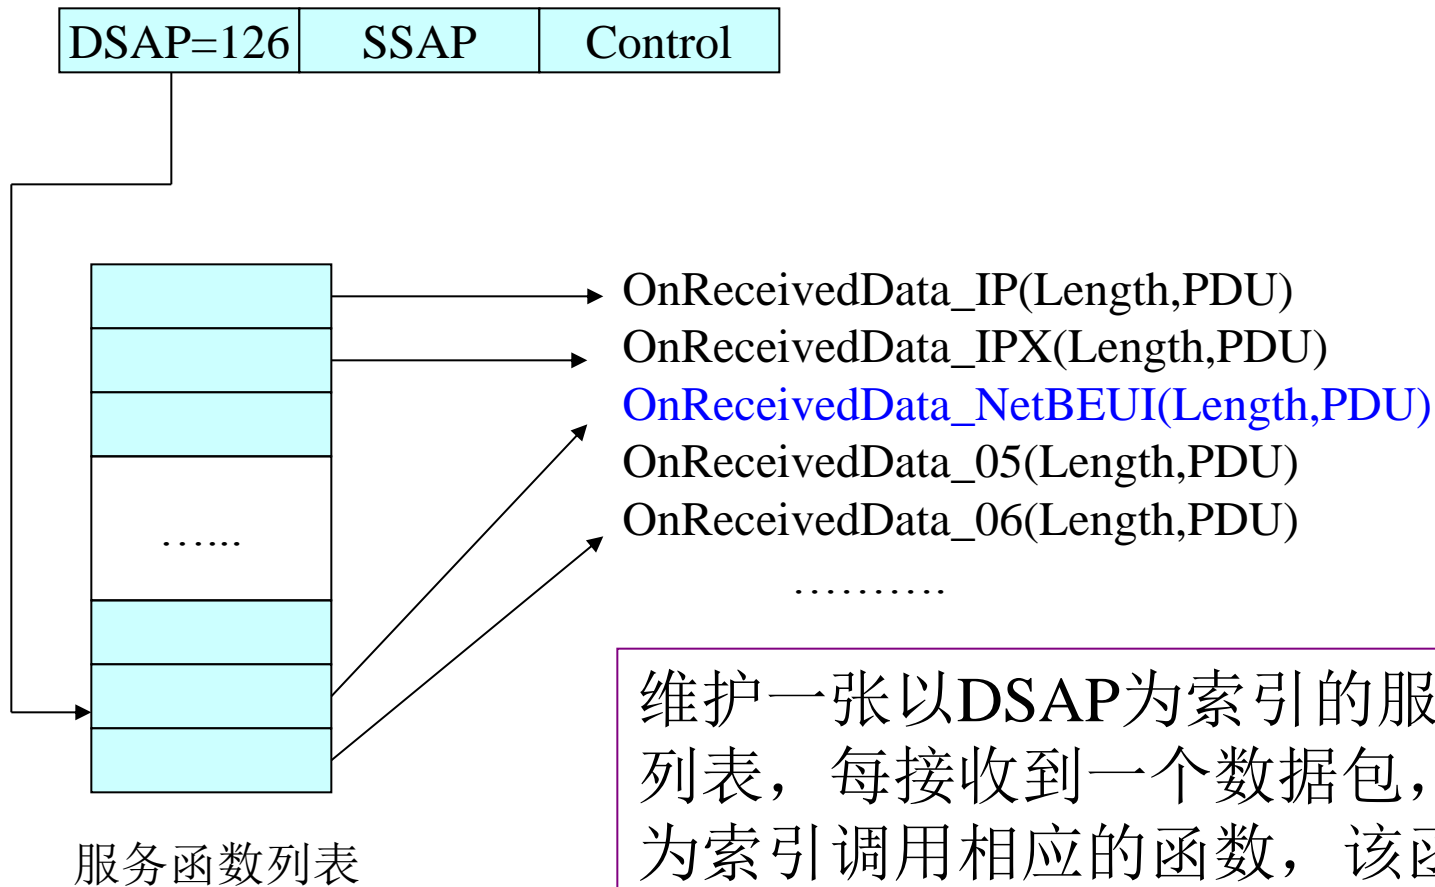 DSAP=126 SSAP Control
OnReceivedData_IP(Length,PDU)
OnReceivedData_IPX(Length,PDU)
OnReceivedData_NetBEUI(Length,PDU)
OnReceivedData_05(Length,PDU)
OnReceivedData_06(Length,PDU)
…...
……….
维护一张以DSAP为索引的服
列表，每接收到一个数据包，
为索引调用相应的函数，该函
服务函数列表